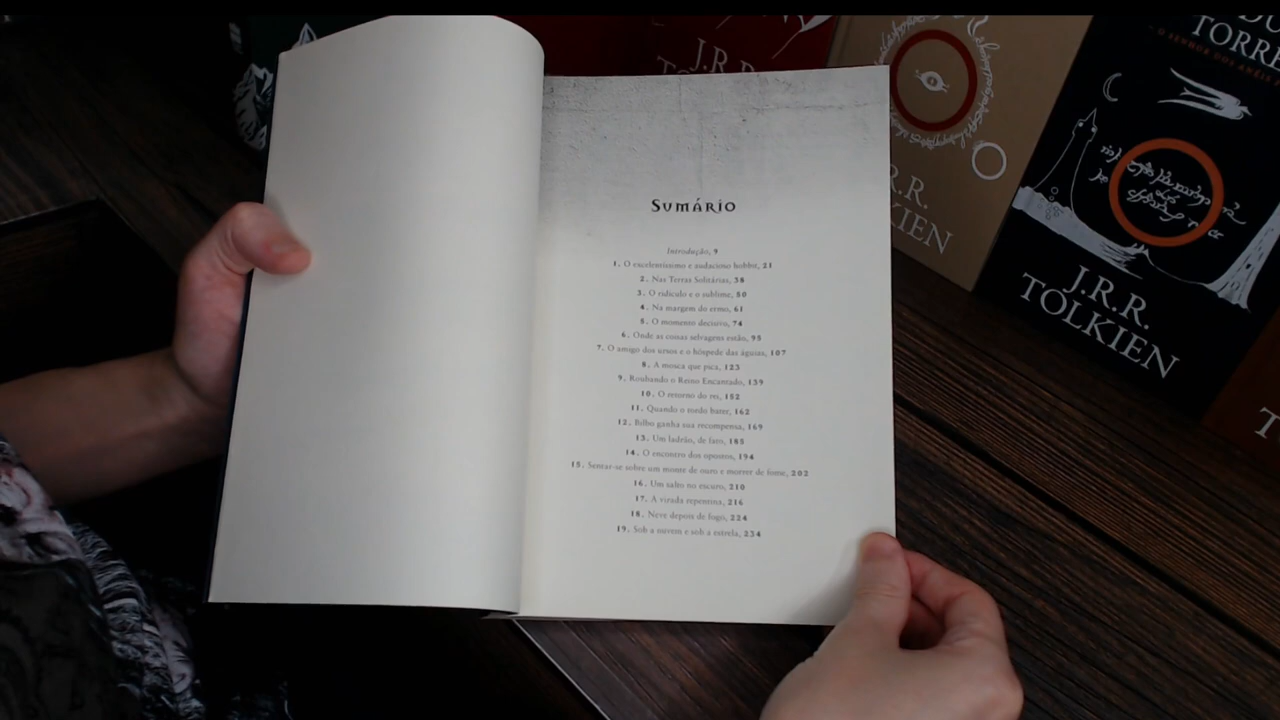 SUMÁRIO
Introdução, 9
1. O excelentíssimo e audacioso hobbit, 21
2. Nas Terras Solitárias, 38
3. O ridículo e o sublime, 50
4. Na margem do ermo, 61
5. O momento decisivo, 74
6. Onde as coisas selvagens estão, 95
7. O amigo dos ursos e o hóspede das águias, 107
8. A mosca que pica, 123
9. Roubando o Reino Encantado, 139
10. O retorno do rei, 152
11. Quando o tordo bater, 162
12. Bilbo ganha sua recompensa, 169
13. Um ladrão, de fato, 185
14. O encontro dos opostos, 194
15. Sentar-se sobre um monte de ouro e morrer de fome, 202
16. Um salto no escuro, 210
17. A virada repentina, 216
18. Neve depois de fogo, 224
19. Sob a nuvem e sob a estrela, 234
J.R.R.
R.R.
KIEN
TORRE
O SENHOR DOS ANÉIS
J.R.R.
TOLKIEN
T